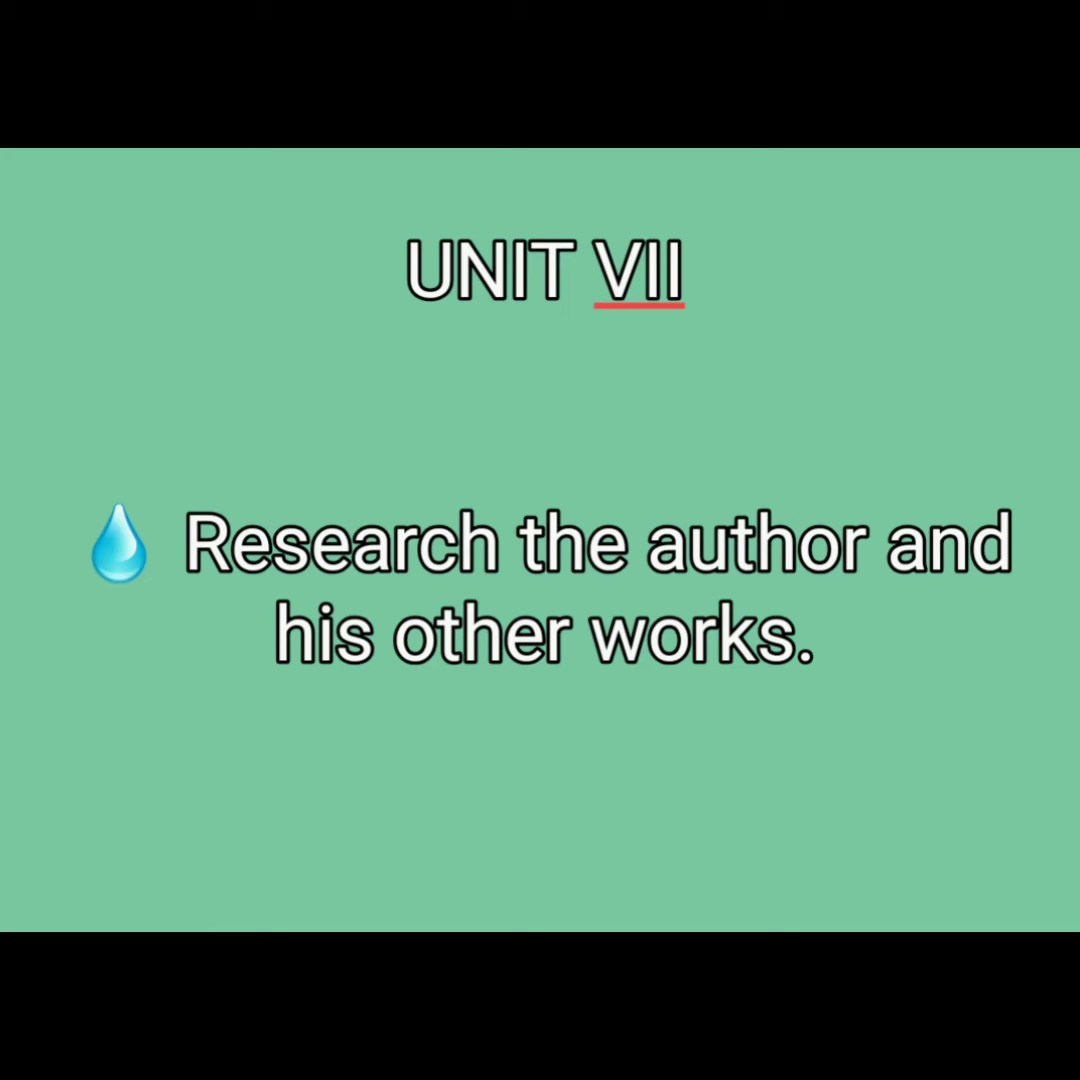 UNIT VII
💧 Research the author and
his other works.